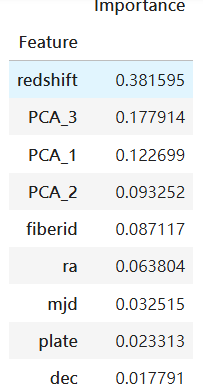 Importance
Feature
redshift 0.381595
PCA_3 0.177914
PCA_1 0.122699
PCA_2 0.093252
fiberid 0.087117
ra 0.063804
mjd 0.032515
plate 0.023313
dec 0.017791